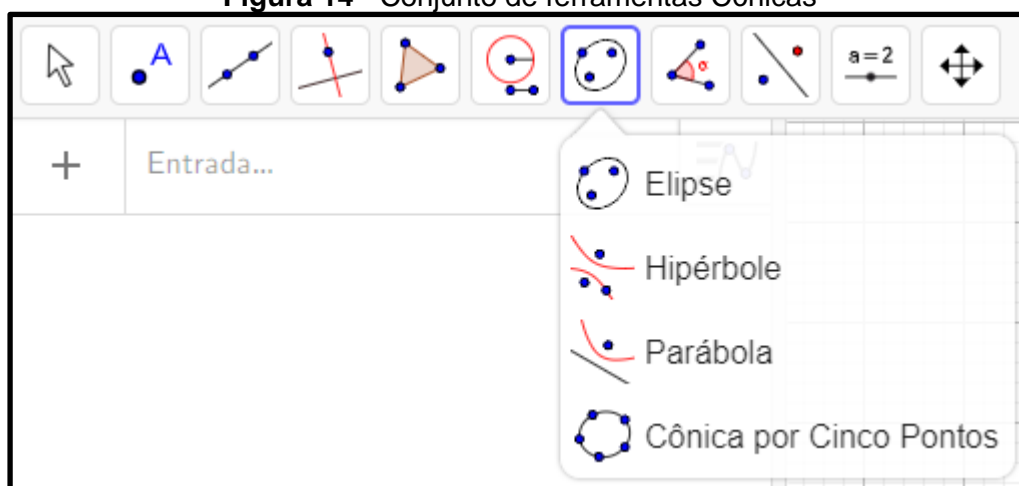 Figura 14 - Conjunto de ferramentas Cônicas
A
α
a = 2
Entrada...
Elipse
Hipérbole
Parábola
Cônica por Cinco Pontos